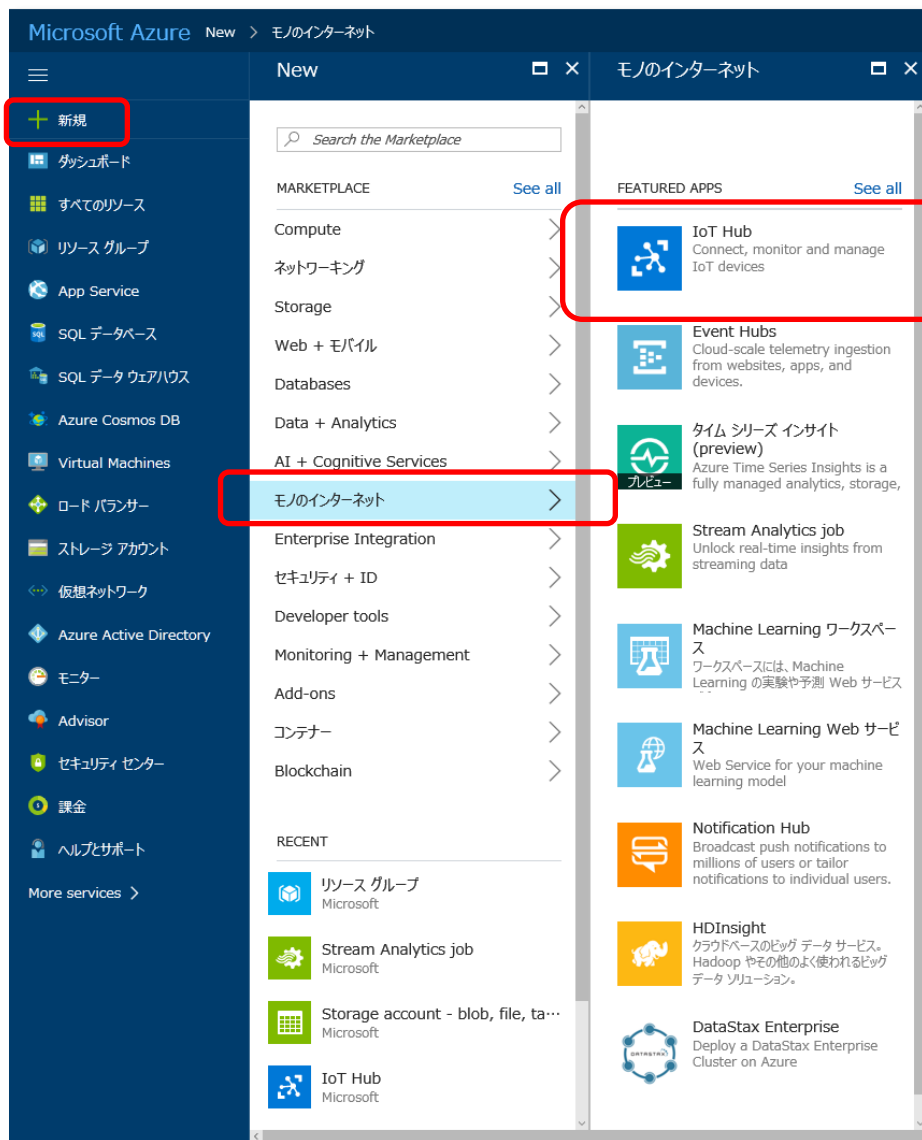 Microsoft Azure New > モノのインターネット
New
モノのインターネット
新規
ダッシュボード
すべてのリソース
リソース グループ
App Service
SQL データベース
SQL データ ウェアハウス
Azure Cosmos DB
Virtual Machines
ロード バランサー
ストレージ アカウント
仮想ネットワーク
Azure Active Directory
モニター
Advisor
セキュリティ センター
課金
ヘルプとサポート
More services >
Search the Marketplace
MARKETPLACE See all
Compute
ネットワーキング
Storage
Web + モバイル
Databases
Data + Analytics
AI + Cognitive Services
モノのインターネット
Enterprise Integration
セキュリティ + ID
Developer tools
Monitoring + Management
Add-ons
コンテナー
Blockchain
RECENT
リソース グループ
Microsoft
Stream Analytics job
Microsoft
Storage account - blob, file, ta…
Microsoft
IoT Hub
Microsoft
FEATURED APPS See all
IoT Hub
Connect, monitor and manage
IoT devices
Event Hubs
Cloud-scale telemetry ingestion
from websites, apps, and
devices.
プレビュー
タイム シリーズ インサイト
(preview)
Azure Time Series Insights is a
fully managed analytics, storage,
Stream Analytics job
Unlock real-time insights from
streaming data
Machine Learning ワークスペー
ス
ワークスペースには、Machine
Learning の実験や予測 Web サービス
Machine Learning Web サービ
ス
Web Service for your machine
learning model
Notification Hub
Broadcast push notifications to
millions of users or tailor
notifications to individual users.
HDInsight
クラウドベースのビッグ データ サービス。
Hadoop やその他のよく使われるビッグ
データ ソリューション。
DATASTAX
DataStax Enterprise
Deploy a DataStax Enterprise
Cluster on Azure